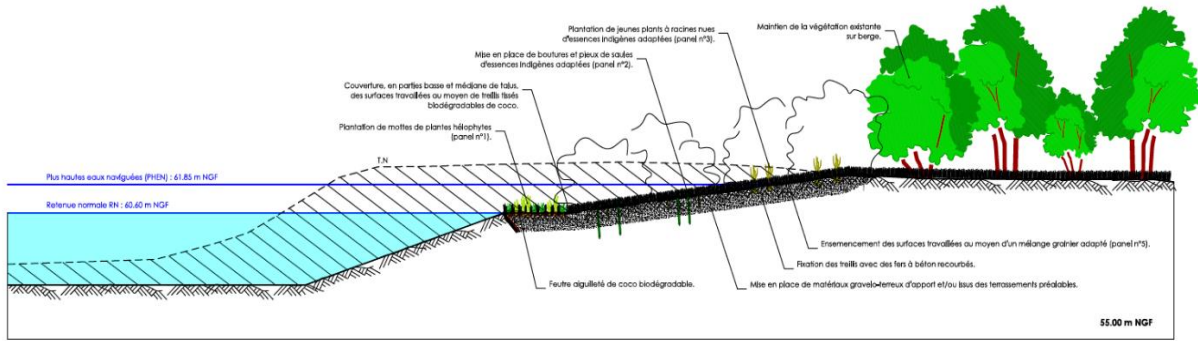 Plantation de jeunes plants à racines nues
d'essences indigènes adaptées (panel n°3).
Maintien de la végétation existante
sur berge.
Mise en place de boutures et pieux de saules
d'essences indigènes adaptées (panel n°2).
Couverture, en parties basse et médiane de talus,
des surfaces travaillées au moyen de treillis tissés
biodégradables de coco.
Plantation de mottes de plantes hélophytes
(panel n°1).
T.N
Plus hautes eaux naviguées (PHEN) : 61.85 m NGF
Retenue normale RN : 60.60 m NGF
Ensemencement des surfaces travaillées au moyen d'un mélange grainier adapté (panel n°5).
Fixation des treillis avec des fers à béton recourbés.
Feutre aiguilleté de coco biodégradable.
Mise en place de matériaux gravelo-terreux d'apport et/ou issus des terrassements préalables.
55.00 m NGF